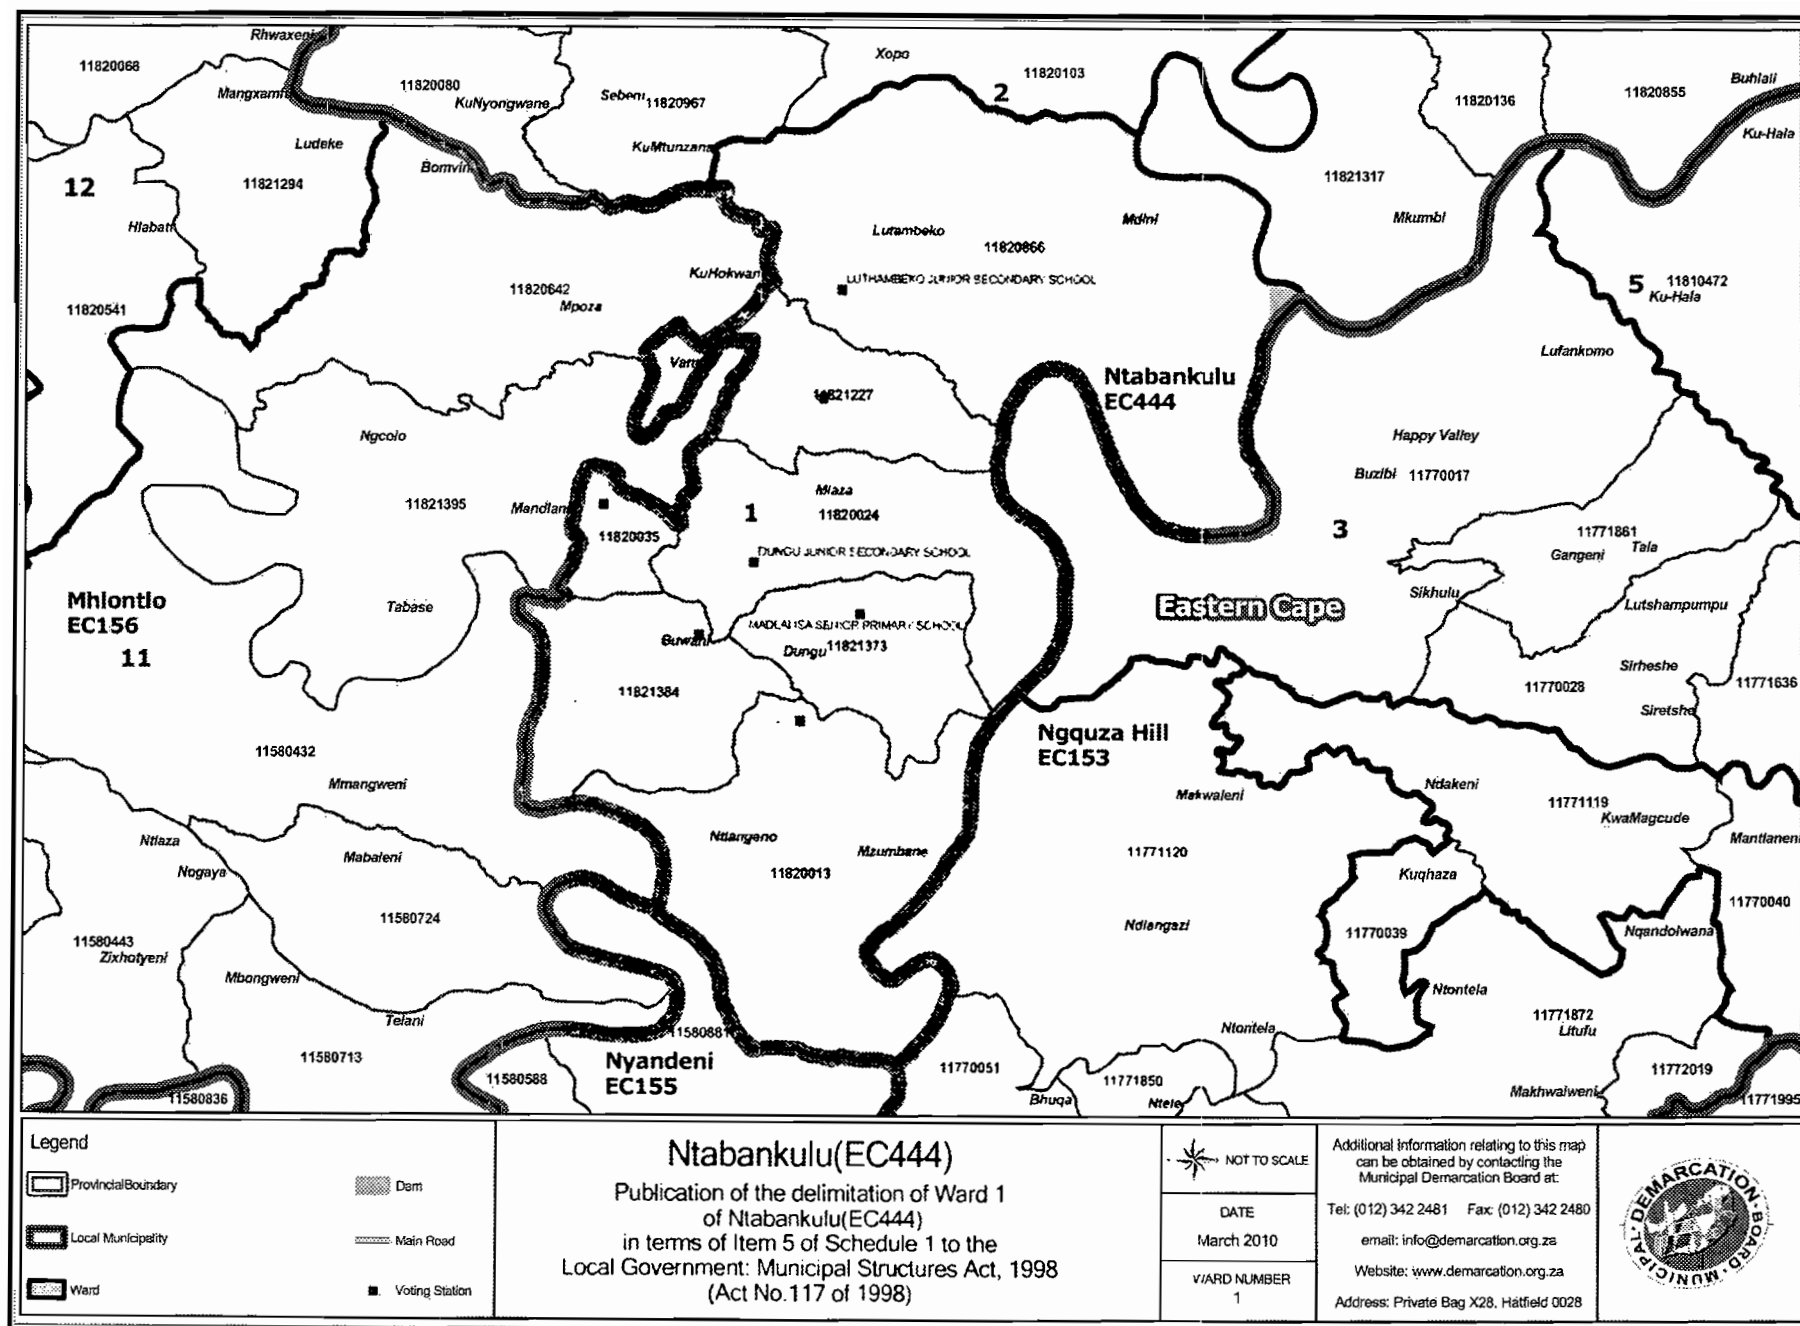 Rhwaxeni
11820068
11820080
Xopo
11820103
2
Buhlali
11820855
11820136
Mangxamfu
KuNyongwane
Sebeni
11820967
Ku-Hala
Ludeke
KuMtunzana
Bomvini
12
11821294
11821317
Hlabati
Lutambeko
Mdini
Mkumbi
11820866
KuHokwan
LUTHAMBEKO JUNIOR SECONDARY SCHOOL
5
11810472
Ku-Hala
11820541
11820642
Mpoza
Lufankomo
Ntabankulu
EC444
11821227
Ngcolo
Happy Valley
Buzibi
11770017
11821395
Mandlan
1
Mlaza
11820024
3
11771861
Gangeni
Tala
11820035
DUNGU JUNIOR SECONDARY SCHOOL
Mhlontlo
EC156
11
Tabase
Eastern Cape
Sikhulu
Lutshampumpu
MADLALISA SENIOR PRIMARY SCHOOL
Buwani
Dungu
11821373
Sirheshe
11821384
11770028
11771636
Siretshe
Ngquza Hill
EC153
11580432
Mmangweni
Makwaleni
Ndakeni
11771119
KwaMagcude
Ntlaza
Mabaleni
Ntlangeno
Mzumbane
11771120
Mantlaneni
Nogaya
11820013
Kuqhaza
11580724
11770040
Ndlangazi
11770039
Nqandolwana
11580443
Zixhotyeni
Mbongweni
Ntontela
Telani
11580881
Ntontela
11771872
Litufu
11580713
Nyandeni
EC155
11580588
11770051
11771850
11772019
11580836
Bhuqa
Ntele
Makhwalweni
11771995
Legend
ProvincialBoundary
Dam
Local Municipality
Main Road
Ward
Voting Station
Ntabankulu(EC444)
Publication of the delimitation of Ward 1
of Ntabankulu(EC444)
in terms of Item 5 of Schedule 1 to the
Local Government: Municipal Structures Act, 1998
(Act No.117 of 1998)
NOT TO SCALE
DATE
March 2010
WARD NUMBER
1
Additional information relating to this map
can be obtained by contacting the
Municipal Demarcation Board at:
Tel: (012) 342 2481 Fax: (012) 342 2480
email: info@demarcation.org.za
Website: www.demarcation.org.za
Address: Private Bag X28, Hatfield 0028
MUNICIPAL • DEMARCATION • BOARD •